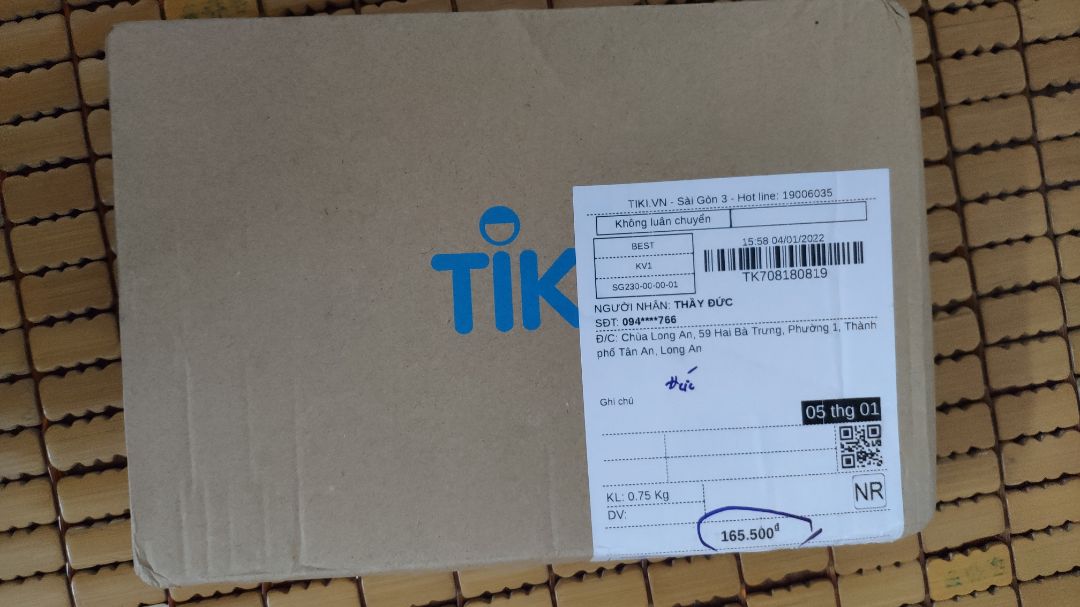 TIKI
TIKI.VN - Sài Gòn 3 - Hot line: 19006035
Không luân chuyển
BEST
KV1
SG230-00-00-01
15:58 04/01/2022
TK708180819
NGƯỜI NHẬN: THẦY ĐỨC
SĐT: 094****766
Đ/C: Chùa Long An, 59 Hai Bà Trưng, Phường 1, Thành
phố Tân An, Long An
Ghi chú
05 thg 01
KL: 0.75 Kg
NR
DV:
165.500đ